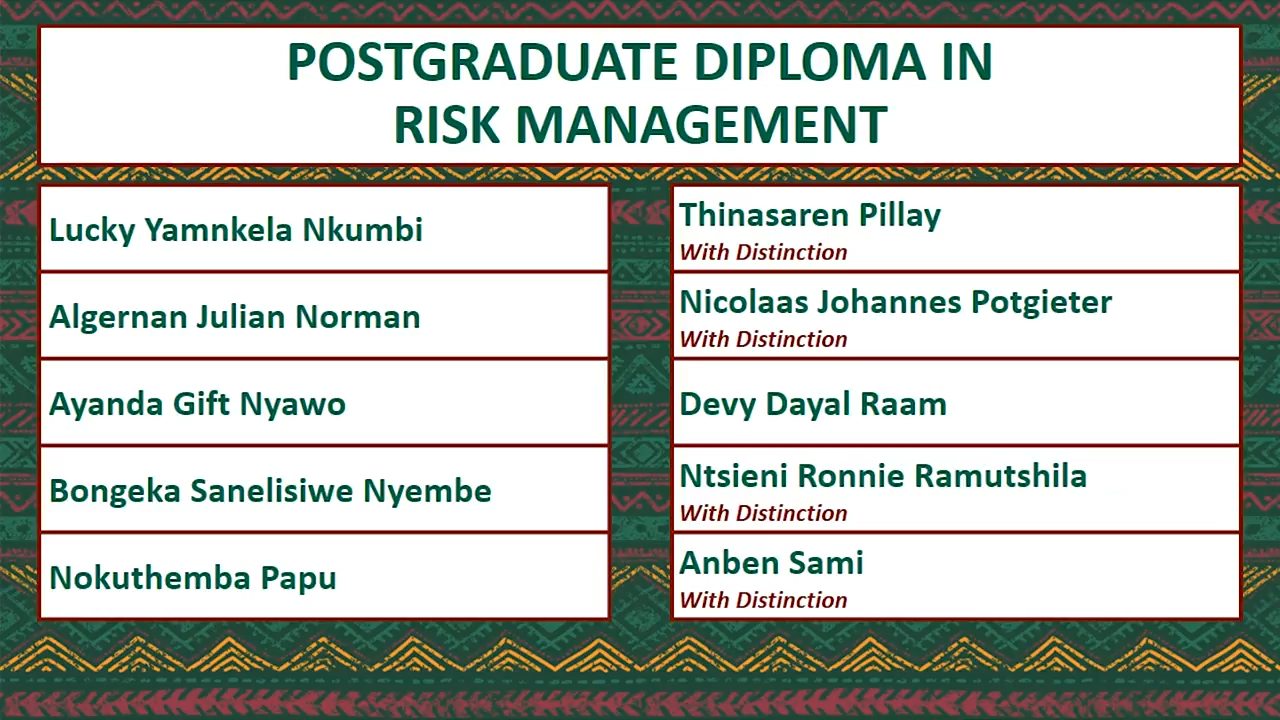 POSTGRADUATE DIPLOMA IN
RISK MANAGEMENT
Lucky Yamnkela Nkumbi
Algernan Julian Norman
Ayanda Gift Nyawo
Bongeka Sanelisiwe Nyembe
Nokuthemba Papu
Thinasaren Pillay
With Distinction
Nicolaas Johannes Potgieter
With Distinction
Devy Dayal Raam
Ntsieni Ronnie Ramutshila
With Distinction
Anben Sami
With Distinction